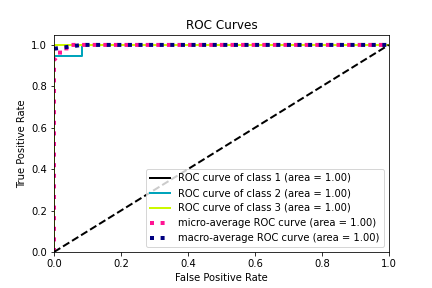 ROC Curves
1.0
0.8
0.6
0.4
0.2
0.0
True Positive Rate
ROC curve of class 1 (area = 1.00)
ROC curve of class 2 (area = 1.00)
ROC curve of class 3 (area = 1.00)
micro-average ROC curve (area = 1.00)
macro-average ROC curve (area = 1.00)
0.0 0.2 0.4 0.6 0.8 1.0
False Positive Rate